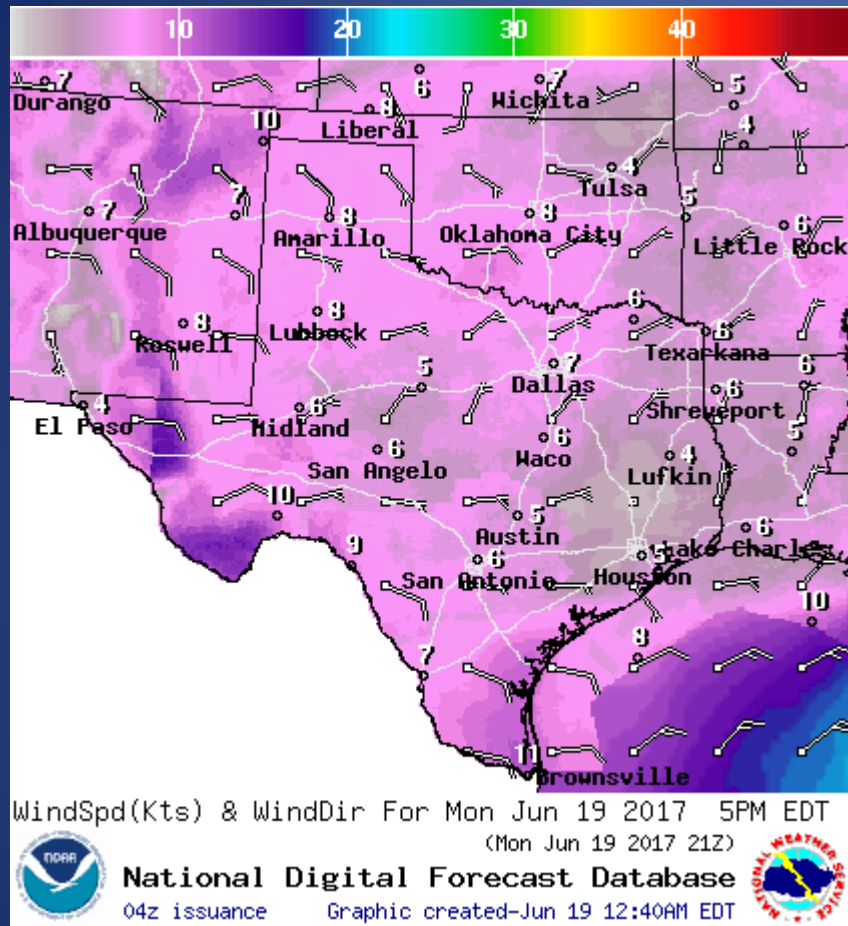 10 20 30 40
7 6 7 5
Durango Wichita
8
Liberal 4
10
4
Tulsa
7 7 8 8 5 6
Albuquerque Amarillo Oklahoma City Little Rock
8 8 6 6
Roswell Lubbock Texarkana
5 7 6 6
Dallas
4 6 Shreveport
El Paso Midland 6 6 4 5
San Angelo Waco Lufkin
10 5 6
Austin
9 6 5 Lake Charles
San Antonio Houston
10
7 8
11
Brownsville
WindSpd(Kts) & WindDir For Mon Jun 19 2017 5PM EDT
(Mon Jun 19 2017 21Z)
noaa
National Digital Forecast Database
04z issuance Graphic created-Jun 19 12:40AM EDT
NATIONAL WEATHER SERVICE